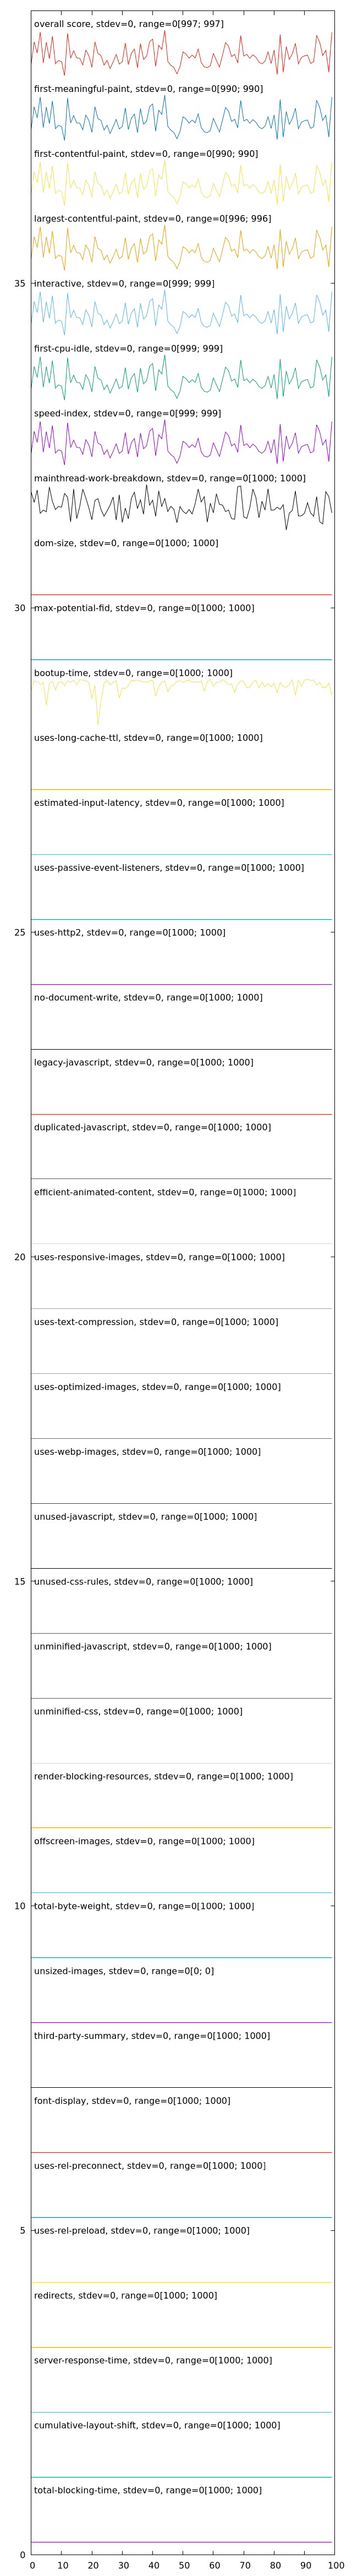 overall score, stdev=0, range=0[997; 997]
first-meaningful-paint, stdev=0, range=0[990; 990]
first-contentful-paint, stdev=0, range=0[990; 990]
largest-contentful-paint, stdev=0, range=0[996; 996]
35 interactive, stdev=0, range=0[999; 999]
first-cpu-idle, stdev=0, range=0[999; 999]
speed-index, stdev=0, range=0[999; 999]
mainthread-work-breakdown, stdev=0, range=0[1000; 1000]
dom-size, stdev=0, range=0[1000; 1000]
30 max-potential-fid, stdev=0, range=0[1000; 1000]
bootup-time, stdev=0, range=0[1000; 1000]
uses-long-cache-ttl, stdev=0, range=0[1000; 1000]
estimated-input-latency, stdev=0, range=0[1000; 1000]
uses-passive-event-listeners, stdev=0, range=0[1000; 1000]
25 uses-http2, stdev=0, range=0[1000; 1000]
no-document-write, stdev=0, range=0[1000; 1000]
legacy-javascript, stdev=0, range=0[1000; 1000]
duplicated-javascript, stdev=0, range=0[1000; 1000]
efficient-animated-content, stdev=0, range=0[1000; 1000]
20 uses-responsive-images, stdev=0, range=0[1000; 1000]
uses-text-compression, stdev=0, range=0[1000; 1000]
uses-optimized-images, stdev=0, range=0[1000; 1000]
uses-webp-images, stdev=0, range=0[1000; 1000]
unused-javascript, stdev=0, range=0[1000; 1000]
15 unused-css-rules, stdev=0, range=0[1000; 1000]
unminified-javascript, stdev=0, range=0[1000; 1000]
unminified-css, stdev=0, range=0[1000; 1000]
render-blocking-resources, stdev=0, range=0[1000; 1000]
offscreen-images, stdev=0, range=0[1000; 1000]
10 total-byte-weight, stdev=0, range=0[1000; 1000]
unsized-images, stdev=0, range=0[0; 0]
third-party-summary, stdev=0, range=0[1000; 1000]
font-display, stdev=0, range=0[1000; 1000]
uses-rel-preconnect, stdev=0, range=0[1000; 1000]
5 uses-rel-preload, stdev=0, range=0[1000; 1000]
redirects, stdev=0, range=0[1000; 1000]
server-response-time, stdev=0, range=0[1000; 1000]
cumulative-layout-shift, stdev=0, range=0[1000; 1000]
total-blocking-time, stdev=0, range=0[1000; 1000]
0
0 10 20 30 40 50 60 70 80 90 100